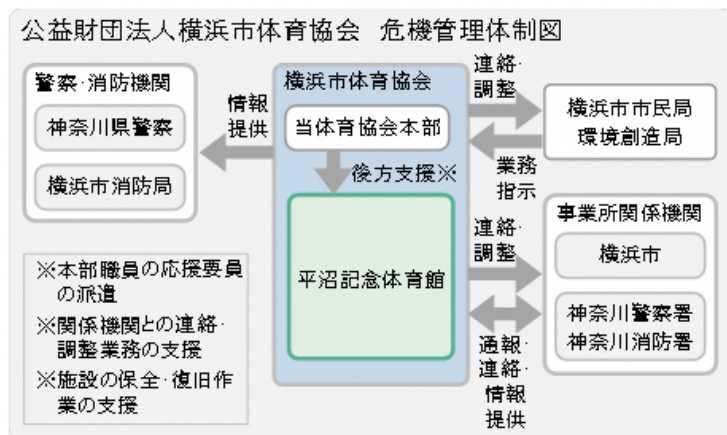 公益財団法人横浜市体育協会　危機管理体制図
警察・消防機関
神奈川県警察
横浜市消防局
情報
提供
横浜市体育協会
当体育協会本部
後方支援※
平沼記念体育館
連絡・
調整
業務
指示
横浜市市民局
環境創造局
連絡・
調整
通報・
連絡・
情報
提供
事業所関係機関
横浜市
神奈川警察署
神奈川消防署
※本部職員の応援要員
の派遣
※関係機関との連絡・
調整業務の支援
※施設の保全・復旧作
業の支援